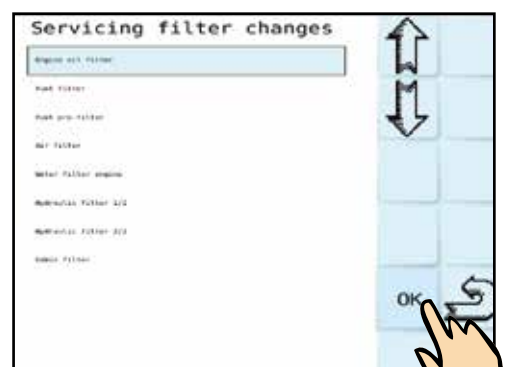 Servicing filter changes
Engine oil filter
Fuel filter
Fuel pre-filter
Air filter
Water filter engine
Hydraulic filter 1/2
Hydraulic filter 2/2
Cabin filter
OK